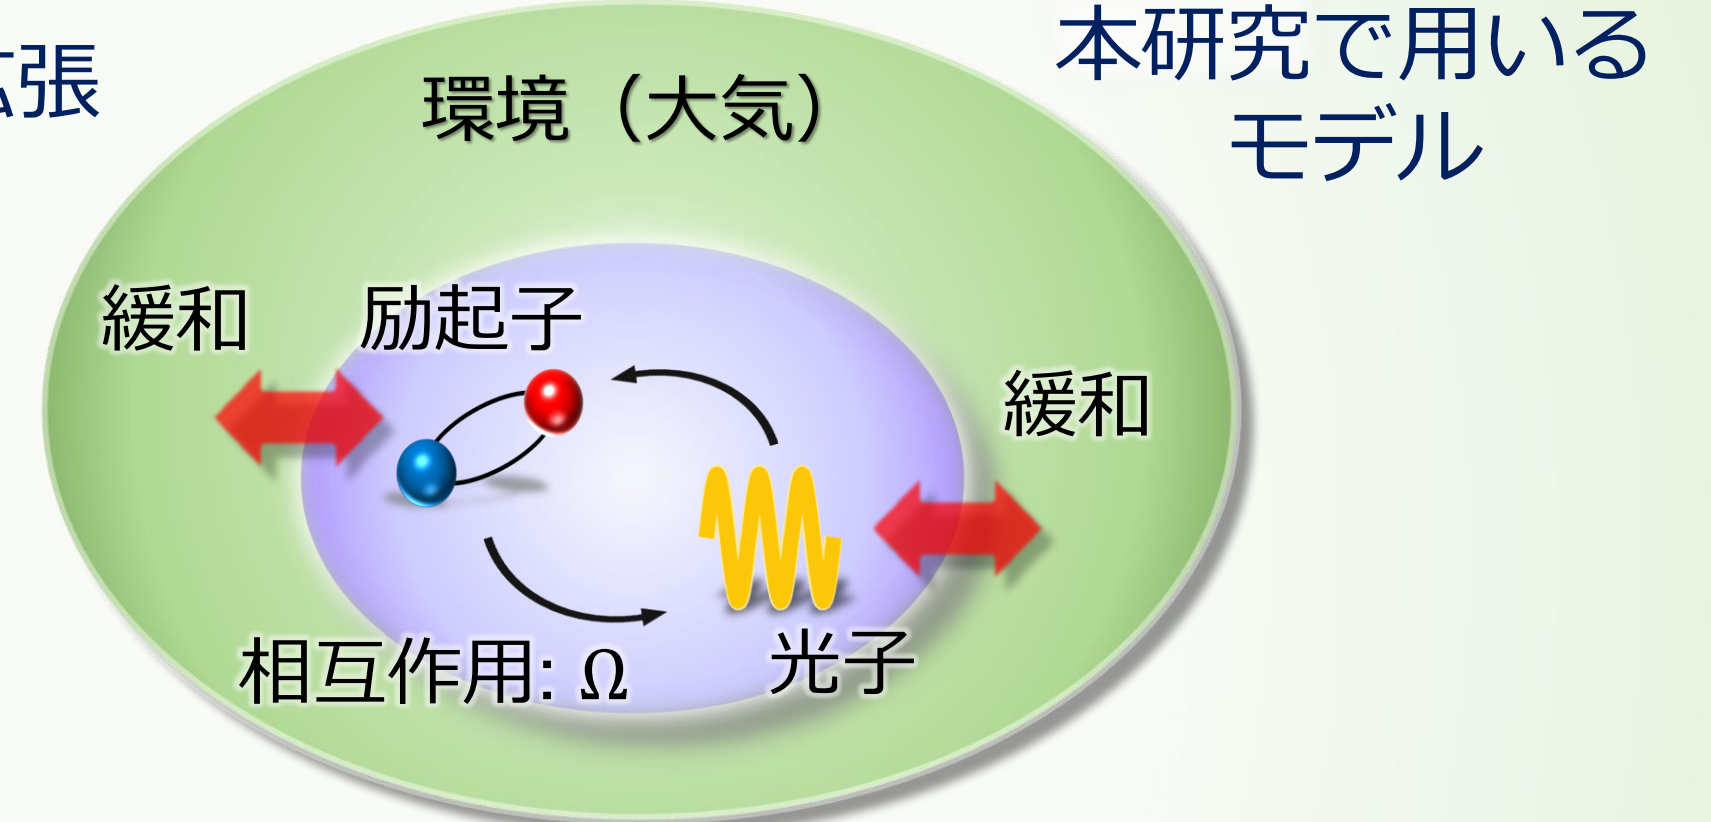 本研究で用いる
モデル
拡張
環境（大気）
緩和
励起子
緩和
相互作用: Ω
光子